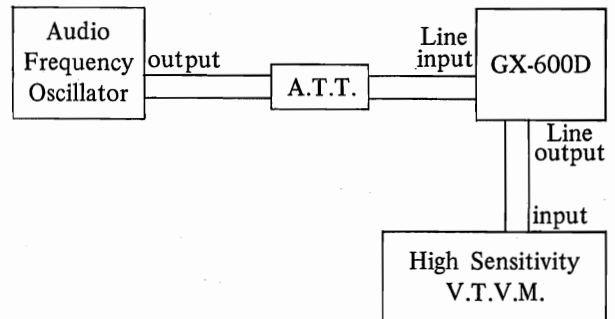 Audio
Frequency
Oscillator
output
A.T.T.
Line
input
GX-600D
Line
output
input
High Sensitivity
V.T.V.M.